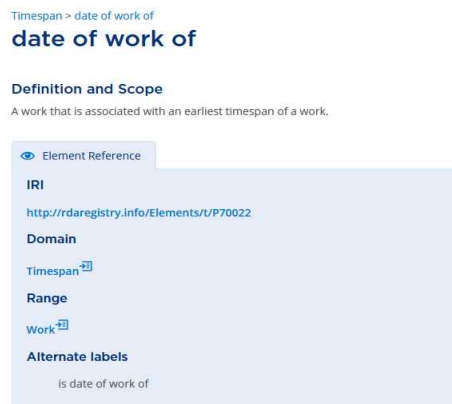 Timespan > date of work of
date of work of
Definition and Scope
A work that is associated with an earliest timespan of a work.
Element Reference
IRI
http://rdaregistry.info/Elements/t/P70022
Domain
Timespan
Range
Work
Alternate labels
is date of work of